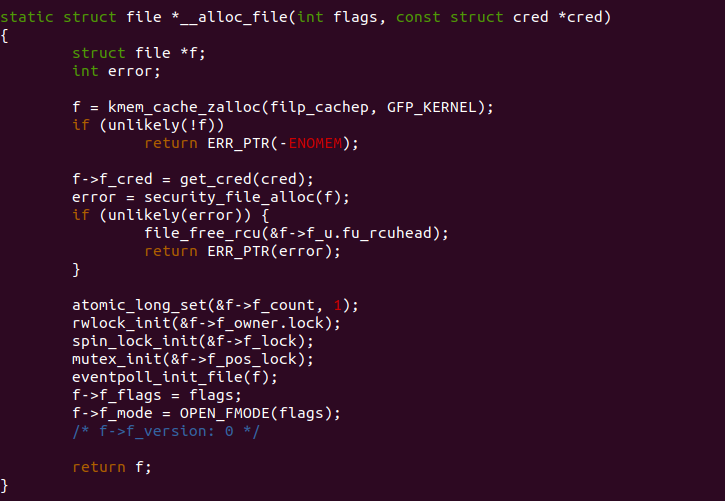 static struct file *__alloc_file(int flags, const struct cred *cred)
{
        struct file *f;
        int error;

        f = kmem_cache_zalloc(filp_cachep, GFP_KERNEL);
        if (unlikely(!f))
                return ERR_PTR(-ENOMEM);

        f->f_cred = get_cred(cred);
        error = security_file_alloc(f);
        if (unlikely(error)) {
                file_free_rcu(&f->f_u.fu_rcuhead);
                return ERR_PTR(error);
        }

        atomic_long_set(&f->f_count, 1);
        rwlock_init(&f->f_owner.lock);
        spin_lock_init(&f->f_lock);
        mutex_init(&f->f_pos_lock);
        eventpoll_init_file(f);
        f->f_flags = flags;
        f->f_mode = OPEN_FMODE(flags);
        /* f->f_version: 0 */

        return f;
}